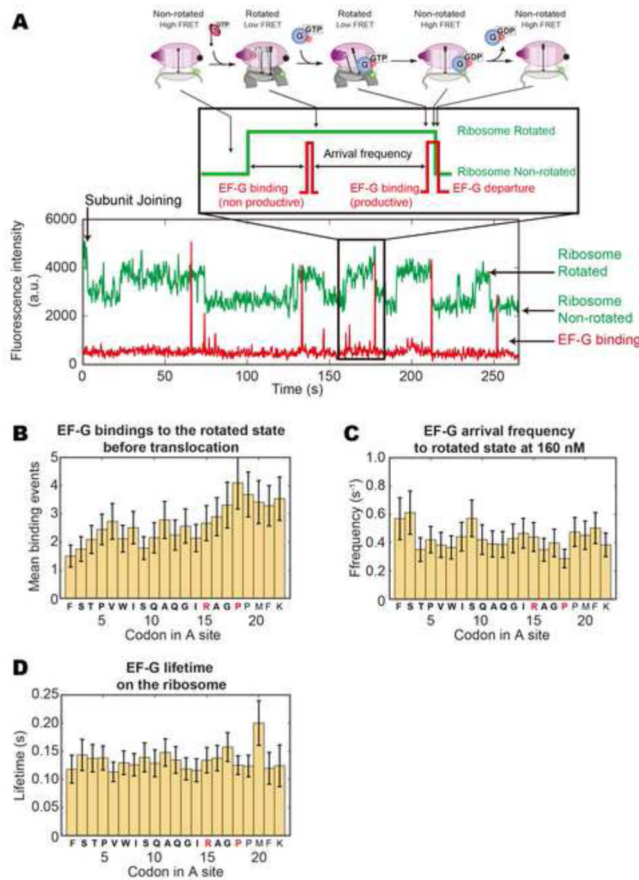 A
Non-rotated
High FRET
Rotated
Low FRET
Rotated
Low FRET
Non-rotated
High FRET
Non-rotated
High FRET
GTP
G
GTP
G
GTP
G
GDP
G
GDP
Ribosome Rotated
Arrival frequency
Ribosome Non-rotated
EF-G binding
(non productive)
EF-G binding
(productive)
EF-G departure
Subunit Joining
6000
4000
2000
0
Fluorescence intensity
(a.u.)
Ribosome
Rotated
Ribosome
Non-rotated
EF-G binding
0 50 100 150 200 250
Time (s)
B
EF-G bindings to the rotated state
before translocation
Mean binding events
5
4
3
2
1
0
F S T P V W I S Q A Q G I R A G P P M F K
5 10 15 20
Codon in A site
C
EF-G arrival frequency
to rotated state at 160 nM
Ffrequency (s-1)
1.0
0.8
0.6
0.4
0.2
0
F S T P V W I S Q A Q G I R A G P P M F K
5 10 15 20
Codon in A site
D
EF-G lifetime
on the ribosome
Lifetime (s)
0.25
0.20
0.15
0.10
0.05
0
F S T P V W I S Q A Q G I R A G P P M F K
5 10 15 20
Codon in A site